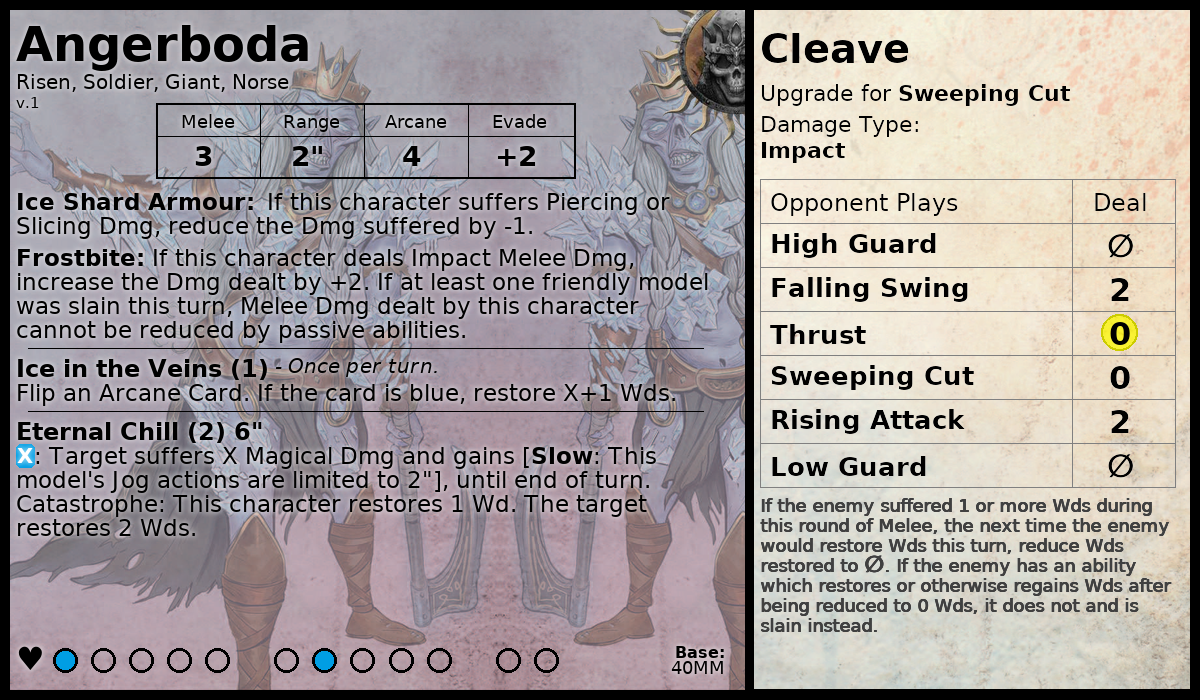 Angerboda
Risen, Soldier, Giant, Norse
v.1
Melee Range Arcane Evade
3 2" 4 +2
Ice Shard Armour: If this character suffers Piercing or
Slicing Dmg, reduce the Dmg suffered by -1.
Frostbite: If this character deals Impact Melee Dmg,
increase the Dmg dealt by +2. If at least one friendly model
was slain this turn, Melee Dmg dealt by this character
cannot be reduced by passive abilities.
Ice in the Veins (1) - Once per turn.
Flip an Arcane Card. If the card is blue, restore X+1 Wds.
Eternal Chill (2) 6"
X: Target suffers X Magical Dmg and gains [Slow: This
model's Jog actions are limited to 2"], until end of turn.
Catastrophe: This character restores 1 Wd. The target
restores 2 Wds.
Base:
40MM
Cleave
Upgrade for Sweeping Cut
Damage Type:
Impact
Opponent Plays Deal
High Guard ∅
Falling Swing 2
Thrust 0
Sweeping Cut 0
Rising Attack 2
Low Guard ∅
If the enemy suffered 1 or more Wds during
this round of Melee, the next time the enemy
would restore Wds this turn, reduce Wds
restored to ∅. If the enemy has an ability
which restores or otherwise regains Wds after
being reduced to 0 Wds, it does not and is
slain instead.